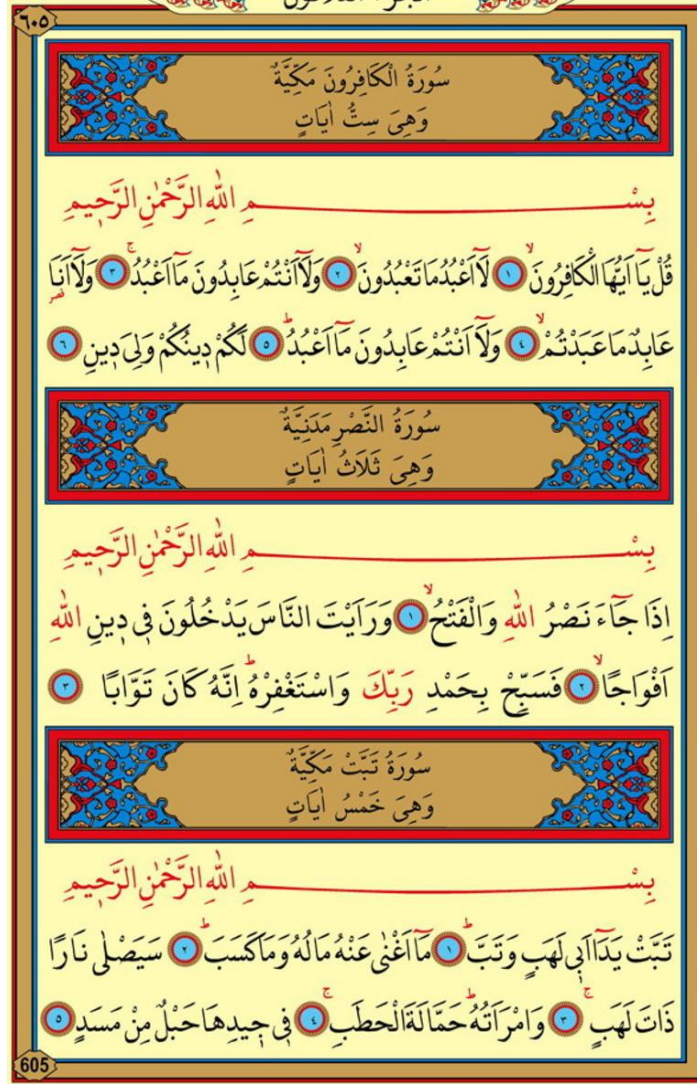 ٦٠٥
سُورَةُ الْكَافِرُونَ مَكِّيَّةٌ
وَهِيَ سِتُّ اٰيَاتٍ
بِسْمِ اللّٰهِ الرَّحْمٰنِ الرَّحٖيمِ
قُلْ يَٓا اَيُّهَا الْكَافِرُونَۙ ١ لَٓا اَعْبُدُ مَا تَعْبُدُونَۙ ٢ وَلَٓا اَنْتُمْ عَابِدُونَ مَٓا اَعْبُدُۚ ٣ وَلَٓا اَنَا۬
عَابِدٌ مَا عَبَدْتُمْۙ ٤ وَلَٓا اَنْتُمْ عَابِدُونَ مَٓا اَعْبُدُۜ ٥ لَكُمْ دٖينُكُمْ وَلِيَ دٖينِ ٦
سُورَةُ النَّصْرِ مَدَنِيَّةٌ
وَهِيَ ثَلَاثُ اٰيَاتٍ
بِسْمِ اللّٰهِ الرَّحْمٰنِ الرَّحٖيمِ
اِذَا جَٓاءَ نَصْرُ اللّٰهِ وَالْفَتْحُۙ ١ وَرَاَيْتَ النَّاسَ يَدْخُلُونَ فٖي دٖينِ اللّٰهِ
اَفْوَاجًاۙ ٢ فَسَبِّحْ بِحَمْدِ رَبِّكَ وَاسْتَغْفِرْهُۜ اِنَّهُ كَانَ تَوَّابًا ٣
سُورَةُ تَبَّتْ مَكِّيَّةٌ
وَهِيَ خَمْسُ اٰيَاتٍ
بِسْمِ اللّٰهِ الرَّحْمٰنِ الرَّحٖيمِ
تَبَّتْ يَدَٓا اَبٖي لَهَبٍ وَتَبَّۜ ١ مَٓا اَغْنٰى عَنْهُ مَالُهُ وَمَا كَسَبَۜ ٢ سَيَصْلٰى نَارًا
ذَاتَ لَهَبٍۚ ٣ وَامْرَاَتُهُۜ حَمَّالَةَ الْحَطَبِۚ ٤ فٖي جٖيدِهَا حَبْلٌ مِنْ مَسَدٍ ٥
605